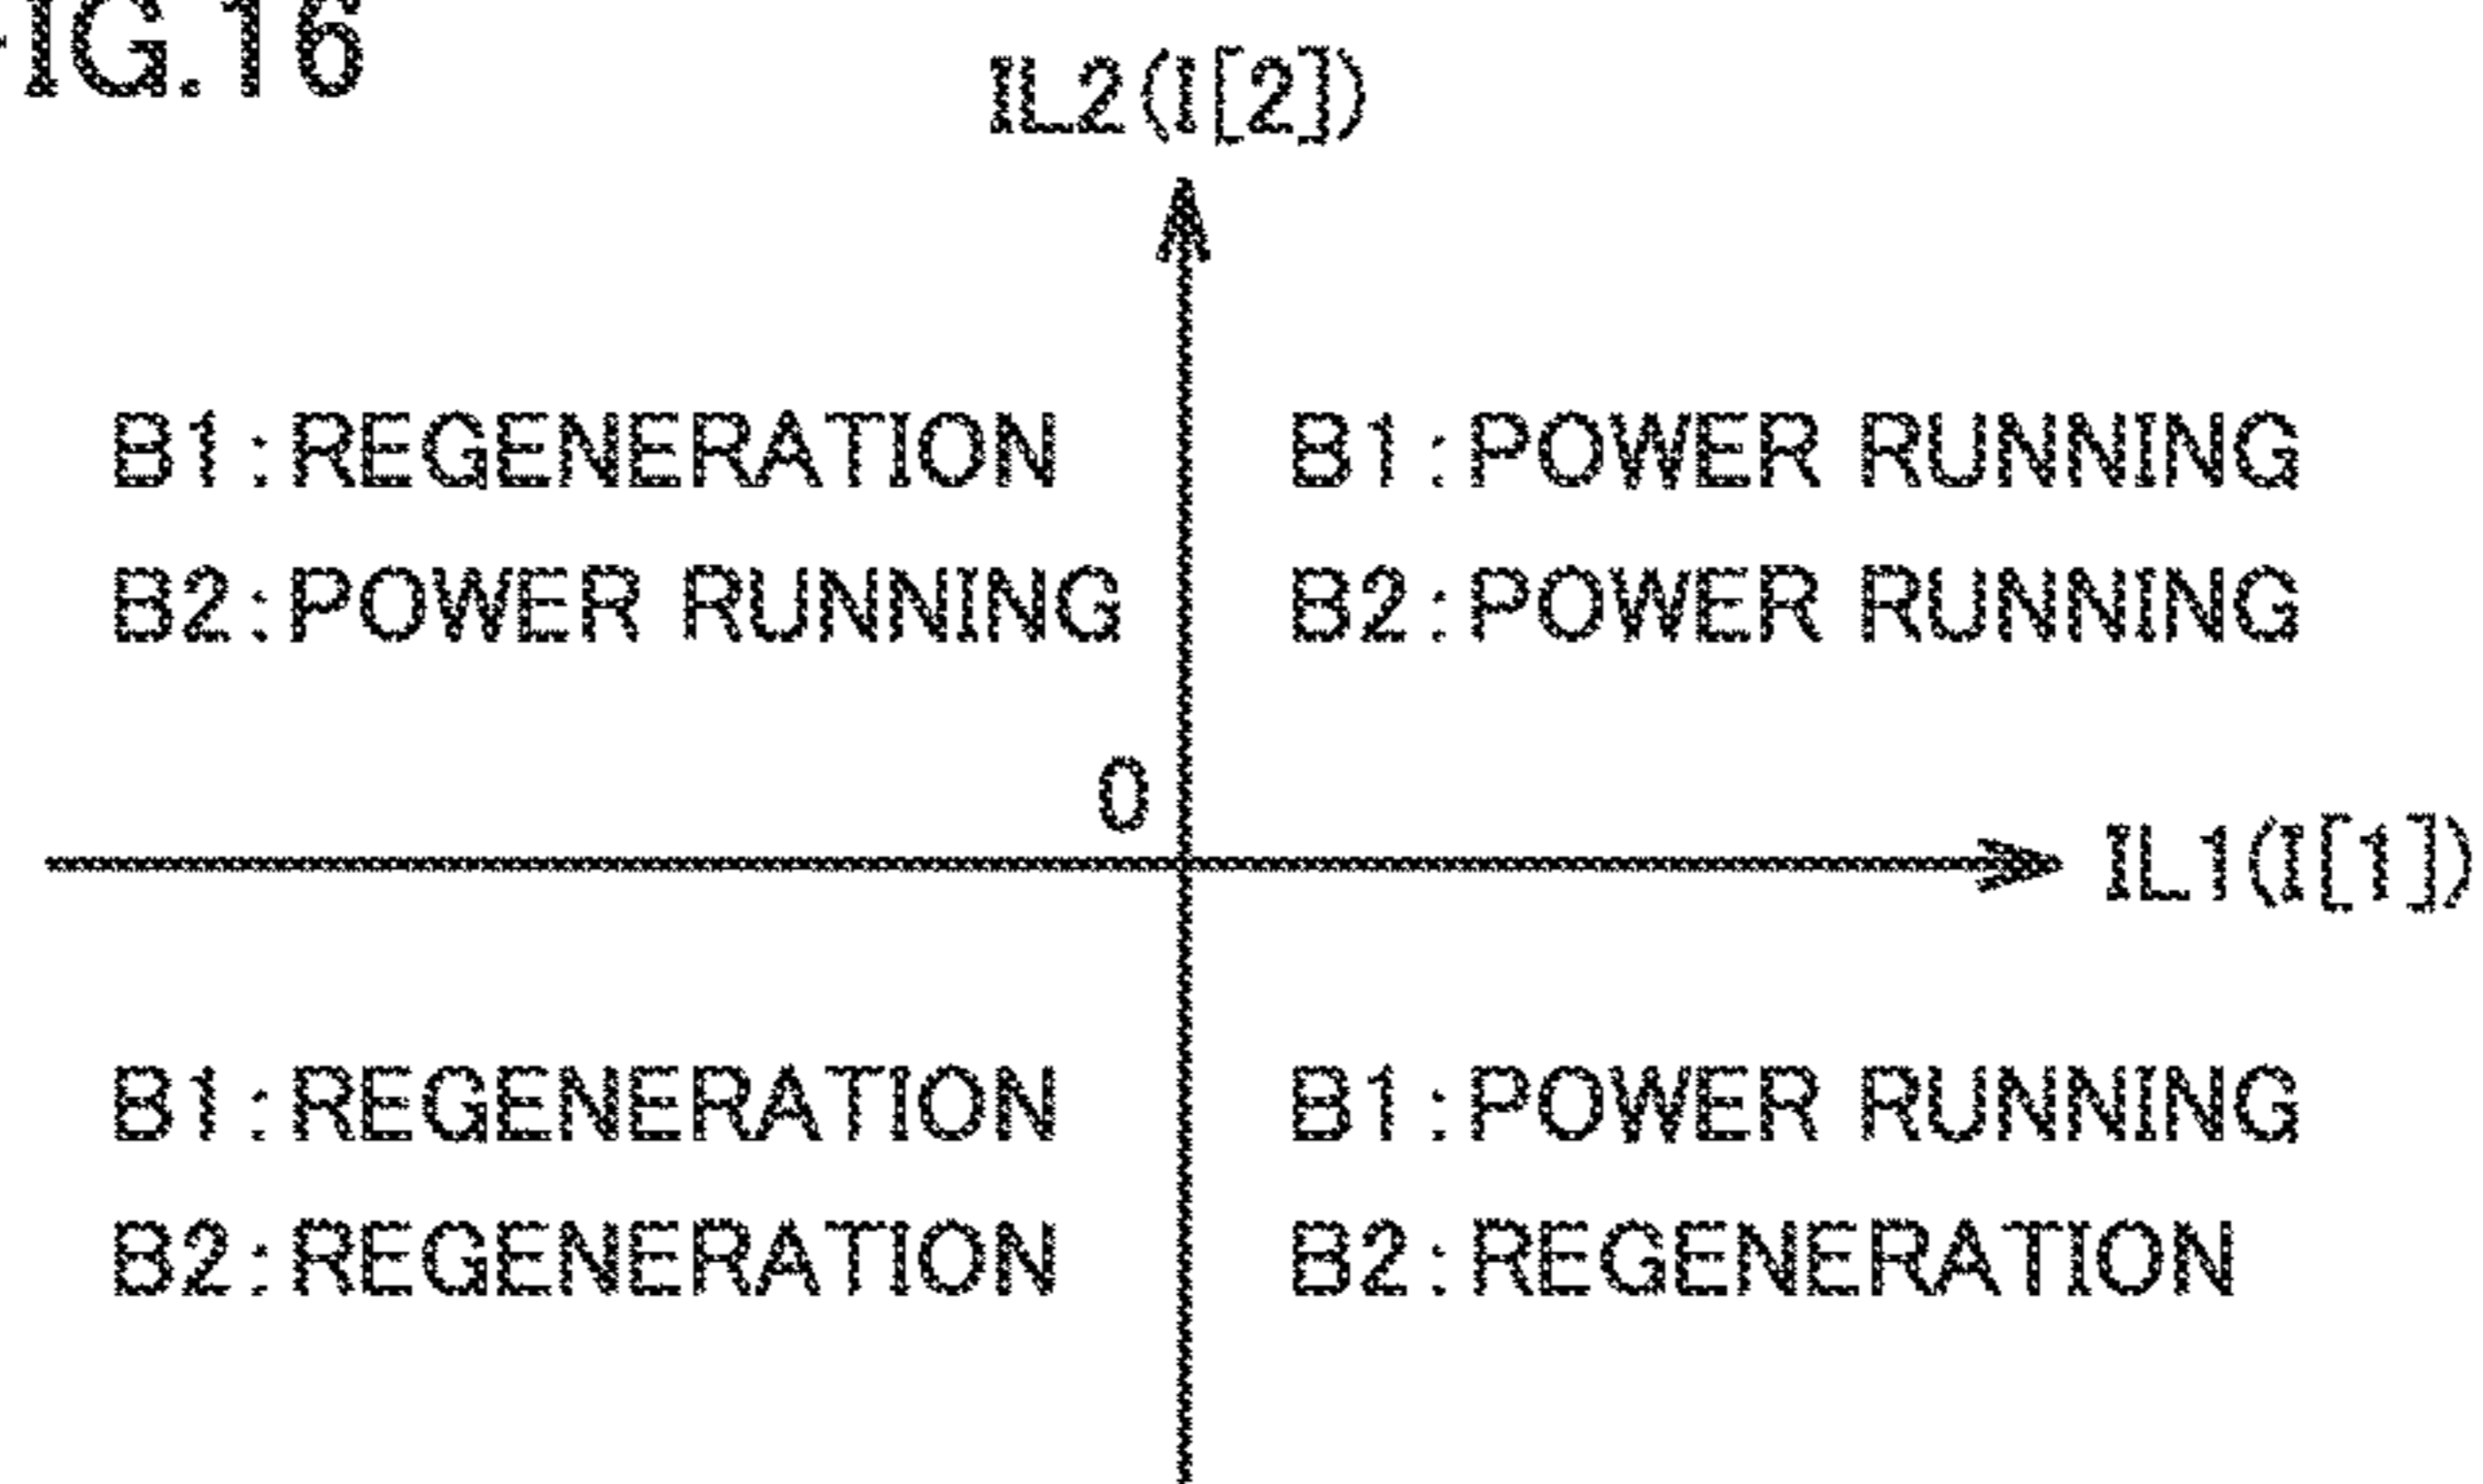 FIG.16
IL2(I[2])
B1:REGENERATION
B2:POWER RUNNING
B1:POWER RUNNING
B2:POWER RUNNING
0
IL1(I[1])
B1:REGENERATION
B2:REGENERATION
B1:POWER RUNNING
B2:REGENERATION